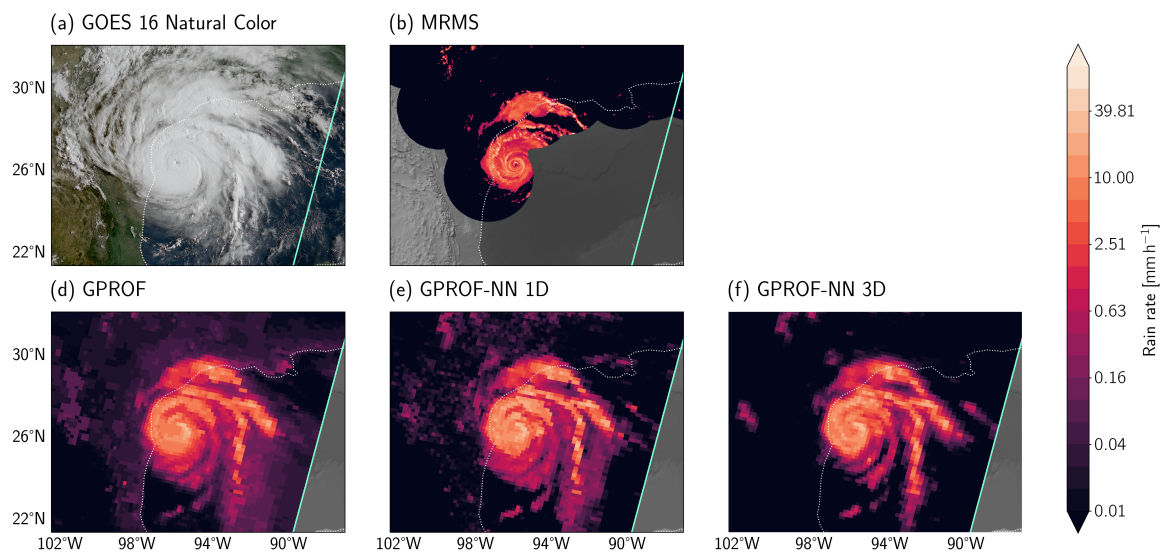 (a) GOES 16 Natural Color
(b) MRMS
30°N
26°N
22°N
(d) GPROF
(e) GPROF-NN 1D
(f) GPROF-NN 3D
30°N
26°N
22°N
102°W 98°W 94°W 90°W
102°W 98°W 94°W 90°W
102°W 98°W 94°W 90°W
39.81
10.00
2.51
0.63
0.16
0.04
0.01
Rain rate [mm h⁻¹]